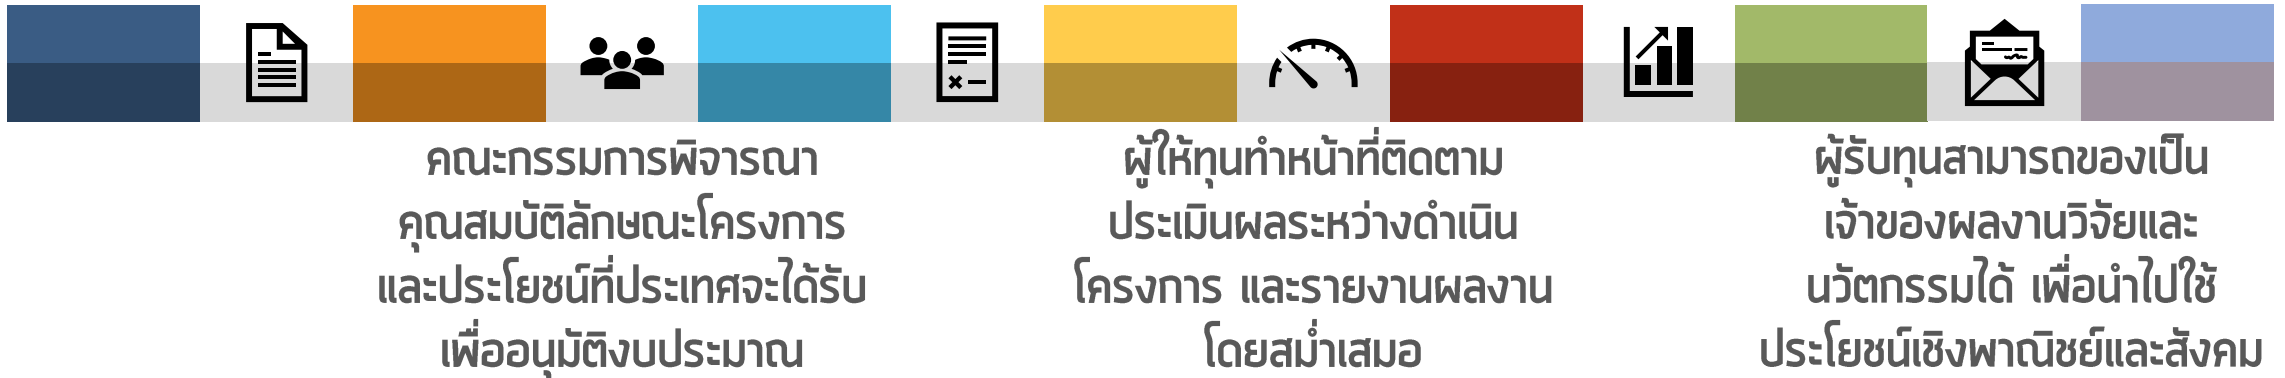 คณะกรรมการพิจารณา
คุณสมบัติลักษณะโครงการ
และประโยชน์ที่ประเทศจะได้รับ
เพื่ออนุมัติงบประมาณ
ผู้ให้ทุนทำหน้าที่ติดตาม
ประเมินผลระหว่างดำเนิน
โครงการ และรายงานผลงาน
โดยสม่ำเสมอ
ผู้รับทุนสามารถของเป็น
เจ้าของผลงานวิจัยและ
นวัตกรรมได้ เพื่อนำไปใช้
ประโยชน์เชิงพาณิชย์และสังคม